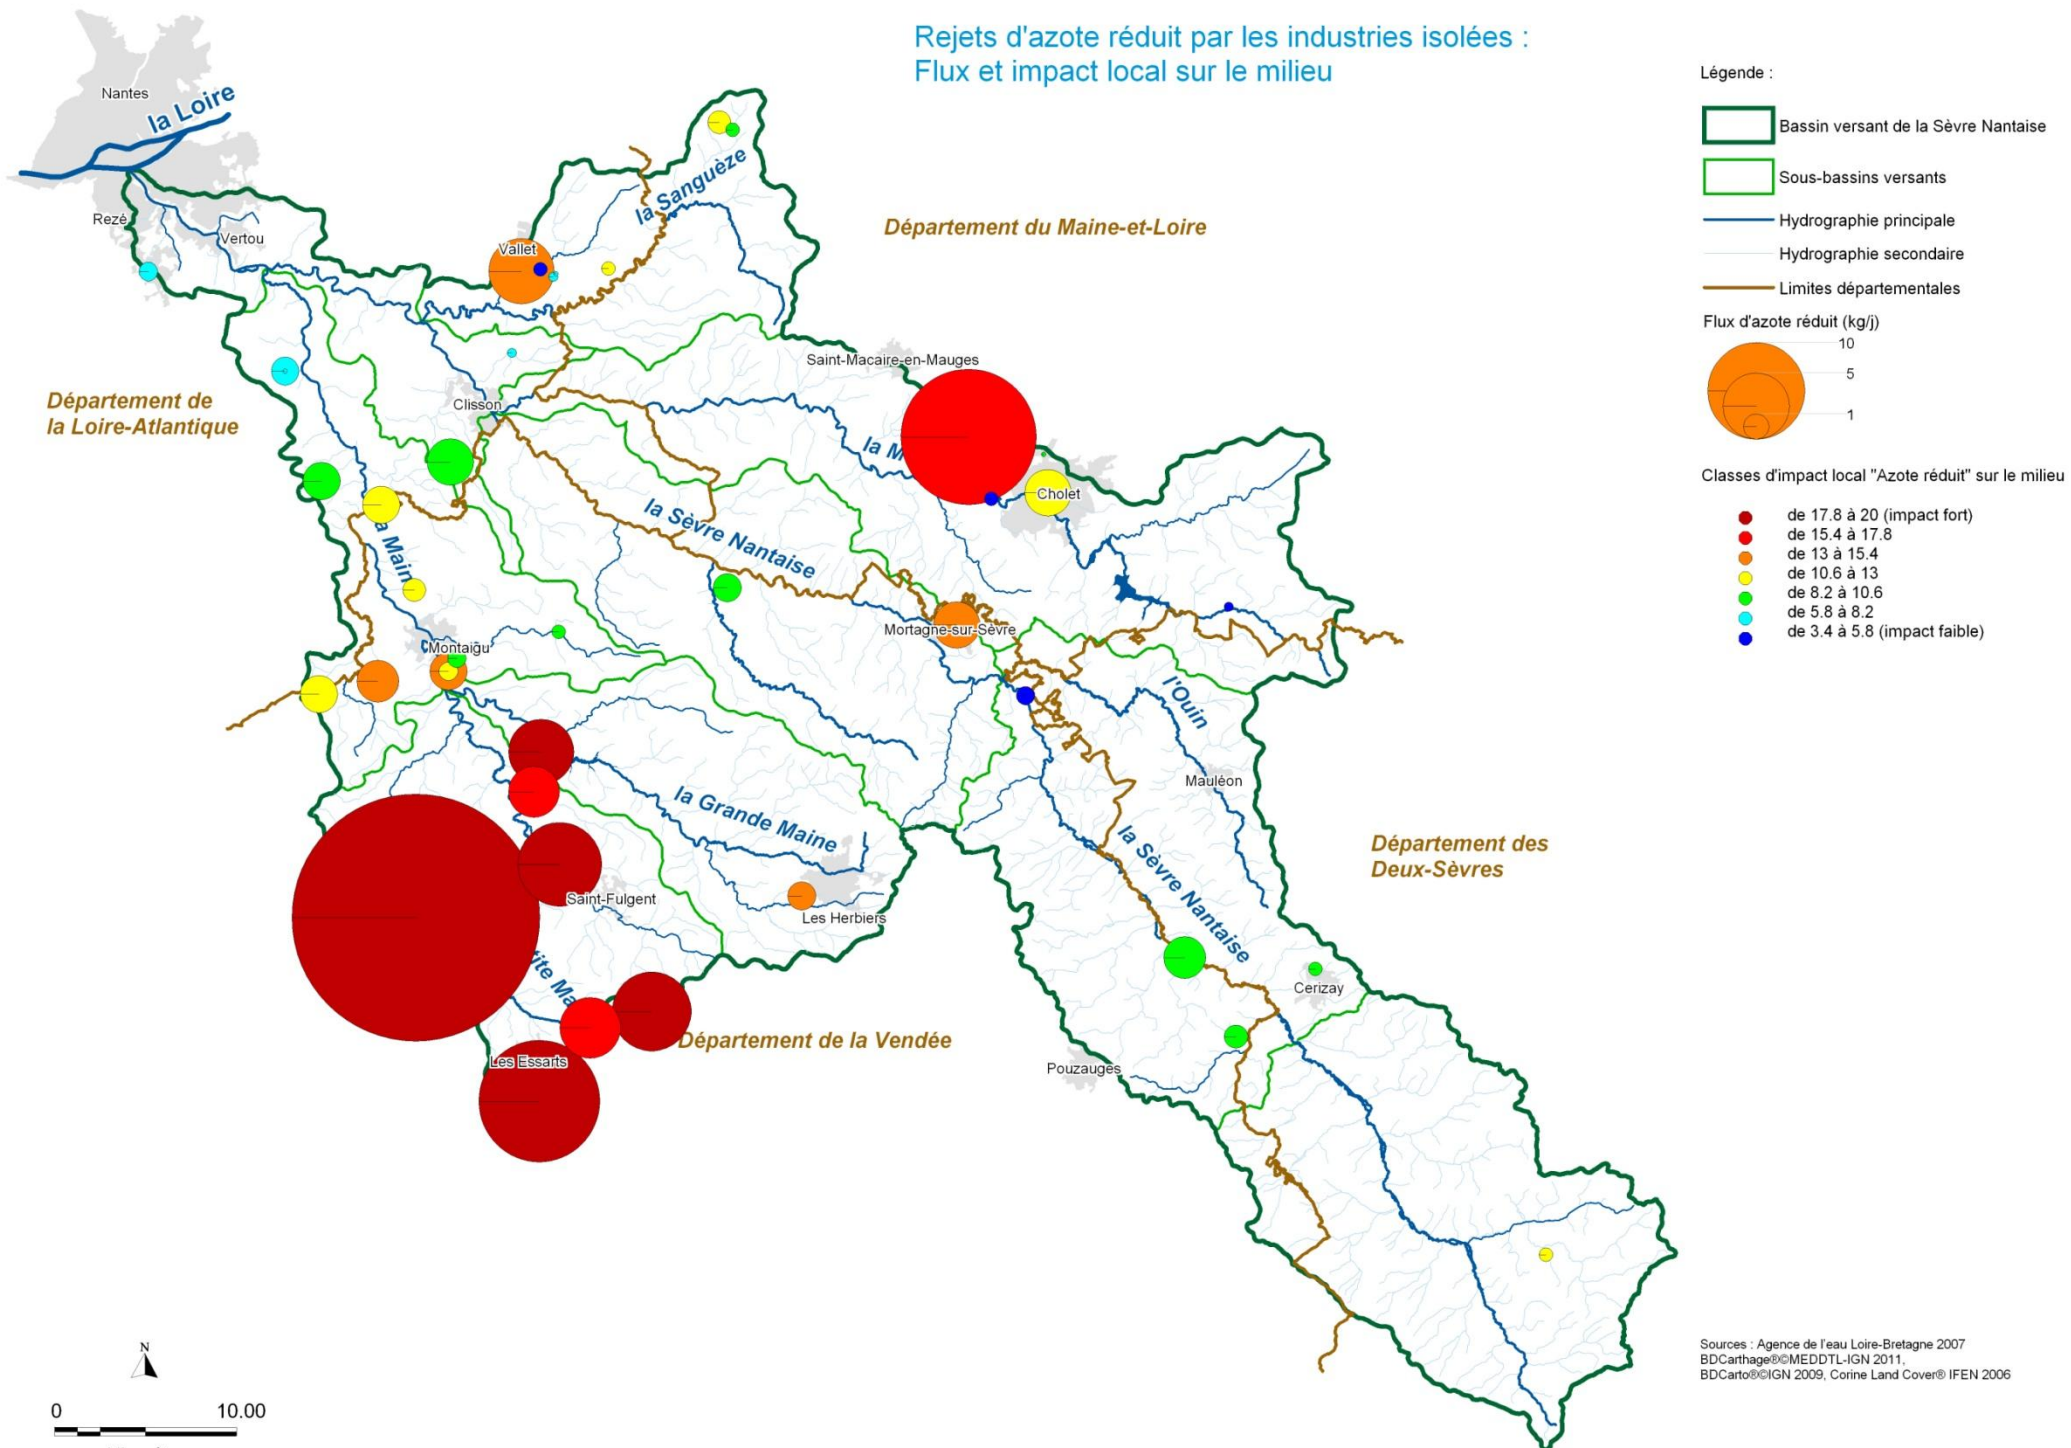 Rejets d'azote réduit par les industries isolées :
Flux et impact local sur le milieu
Légende :
Bassin versant de la Sèvre Nantaise
Sous-bassins versants
Hydrographie principale
Hydrographie secondaire
Limites départementales
Flux d'azote réduit (kg/j)
10
5
1
Classes d'impact local "Azote réduit" sur le milieu
de 17.8 à 20 (impact fort)
de 15.4 à 17.8
de 13 à 15.4
de 10.6 à 13
de 8.2 à 10.6
de 5.8 à 8.2
de 3.4 à 5.8 (impact faible)
Nantes
la Loire
Rezé
Vertou
la Sanguèze
Vallet
Département du Maine-et-Loire
Saint-Macaire-en-Mauges
Département de
la Loire-Atlantique
Clisson
la M
Cholet
la Sèvre Nantaise
a Main
Mortagne-sur-Sèvre
Montaigu
l'Ouin
Mauléon
la Grande Maine
la Sèvre Nantaise
Département des
Deux-Sèvres
Saint-Fulgent
Les Herbiers
tite Ma
Cerizay
Département de la Vendée
Les Essarts
Pouzauges
N
0 10.00
Sources : Agence de l'eau Loire-Bretagne 2007
BDCarthage®©MEDDTL-IGN 2011,
BDCarto®©IGN 2009, Corine Land Cover® IFEN 2006